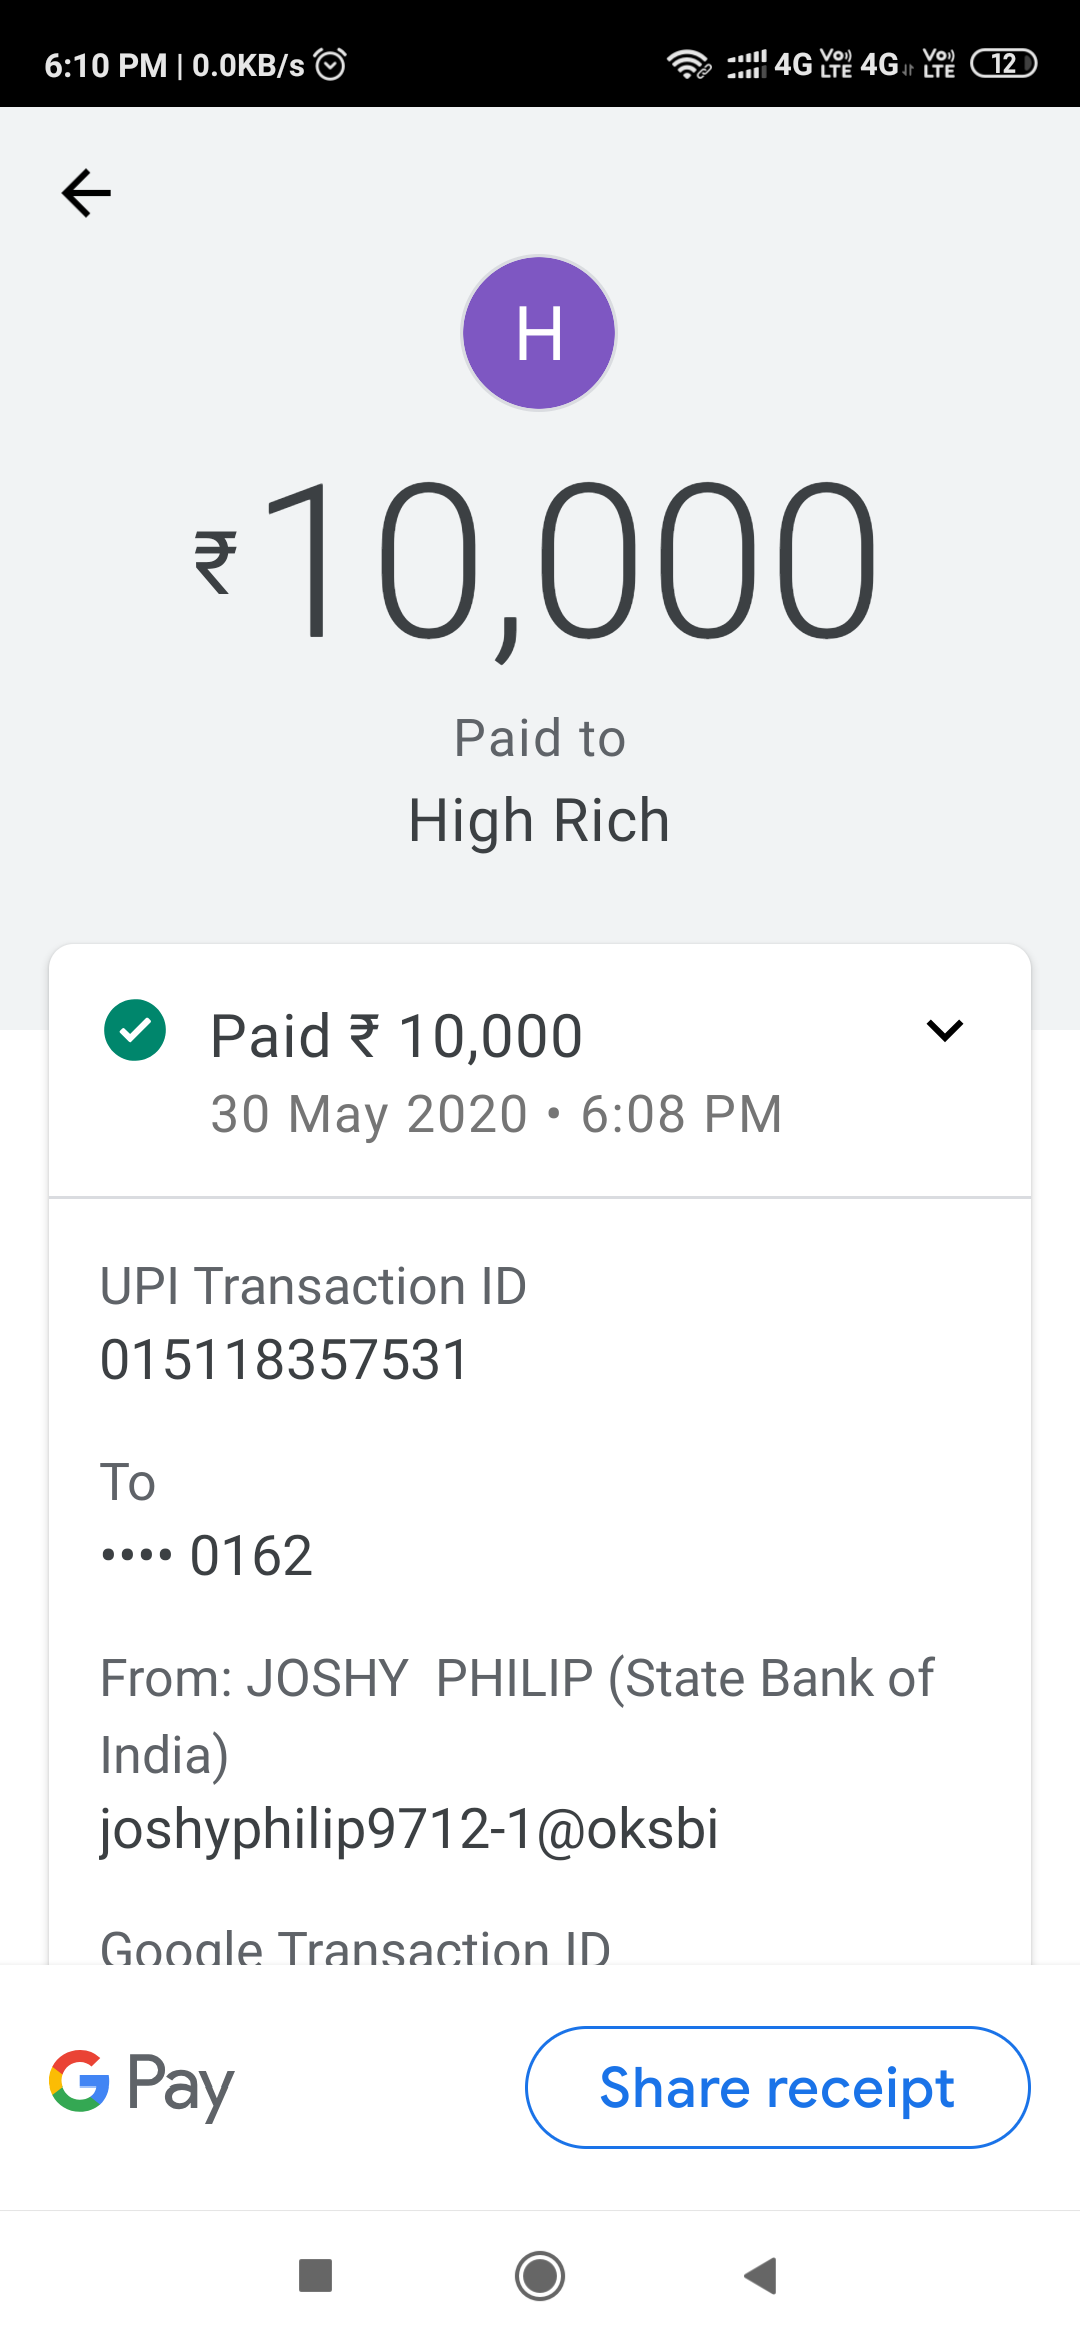 6:10 PM | 0.0KB/s 4G Vo)) LTE 4G Vo)) LTE 12
H
₹10,000
Paid to
High Rich
Paid ₹ 10,000
30 May 2020 • 6:08 PM
UPI Transaction ID
015118357531
To
•••• 0162
From: JOSHY  PHILIP (State Bank of
India)
joshyphilip9712-1@oksbi
Google Transaction ID
G Pay
Share receipt